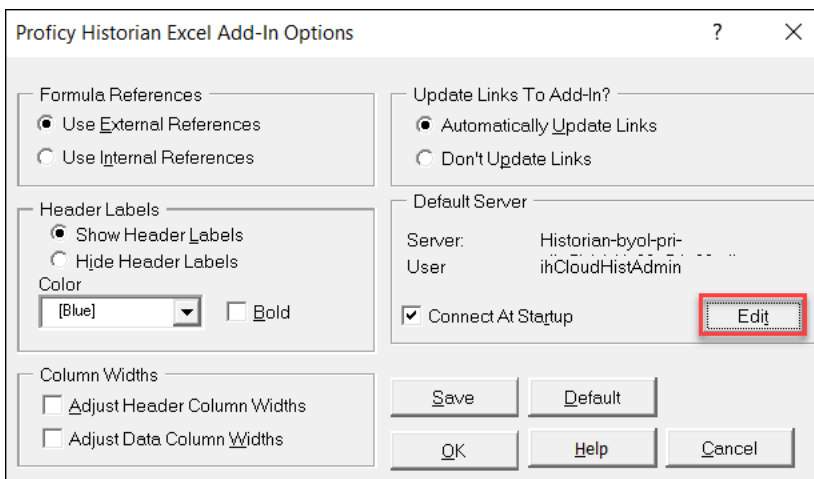 Proficy Historian Excel Add-In Options
?
Formula References
Use External References
Use Internal References
Update Links To Add-In?
Automatically Update Links
Don't Update Links
Header Labels
Show Header Labels
Hide Header Labels
Color
[Blue]
Bold
Default Server
Server: Historian-byol-pri-
User ihCloudHistAdmin
Connect At Startup
Edit
Column Widths
Adjust Header Column Widths
Adjust Data Column Widths
Save
Default
OK
Help
Cancel